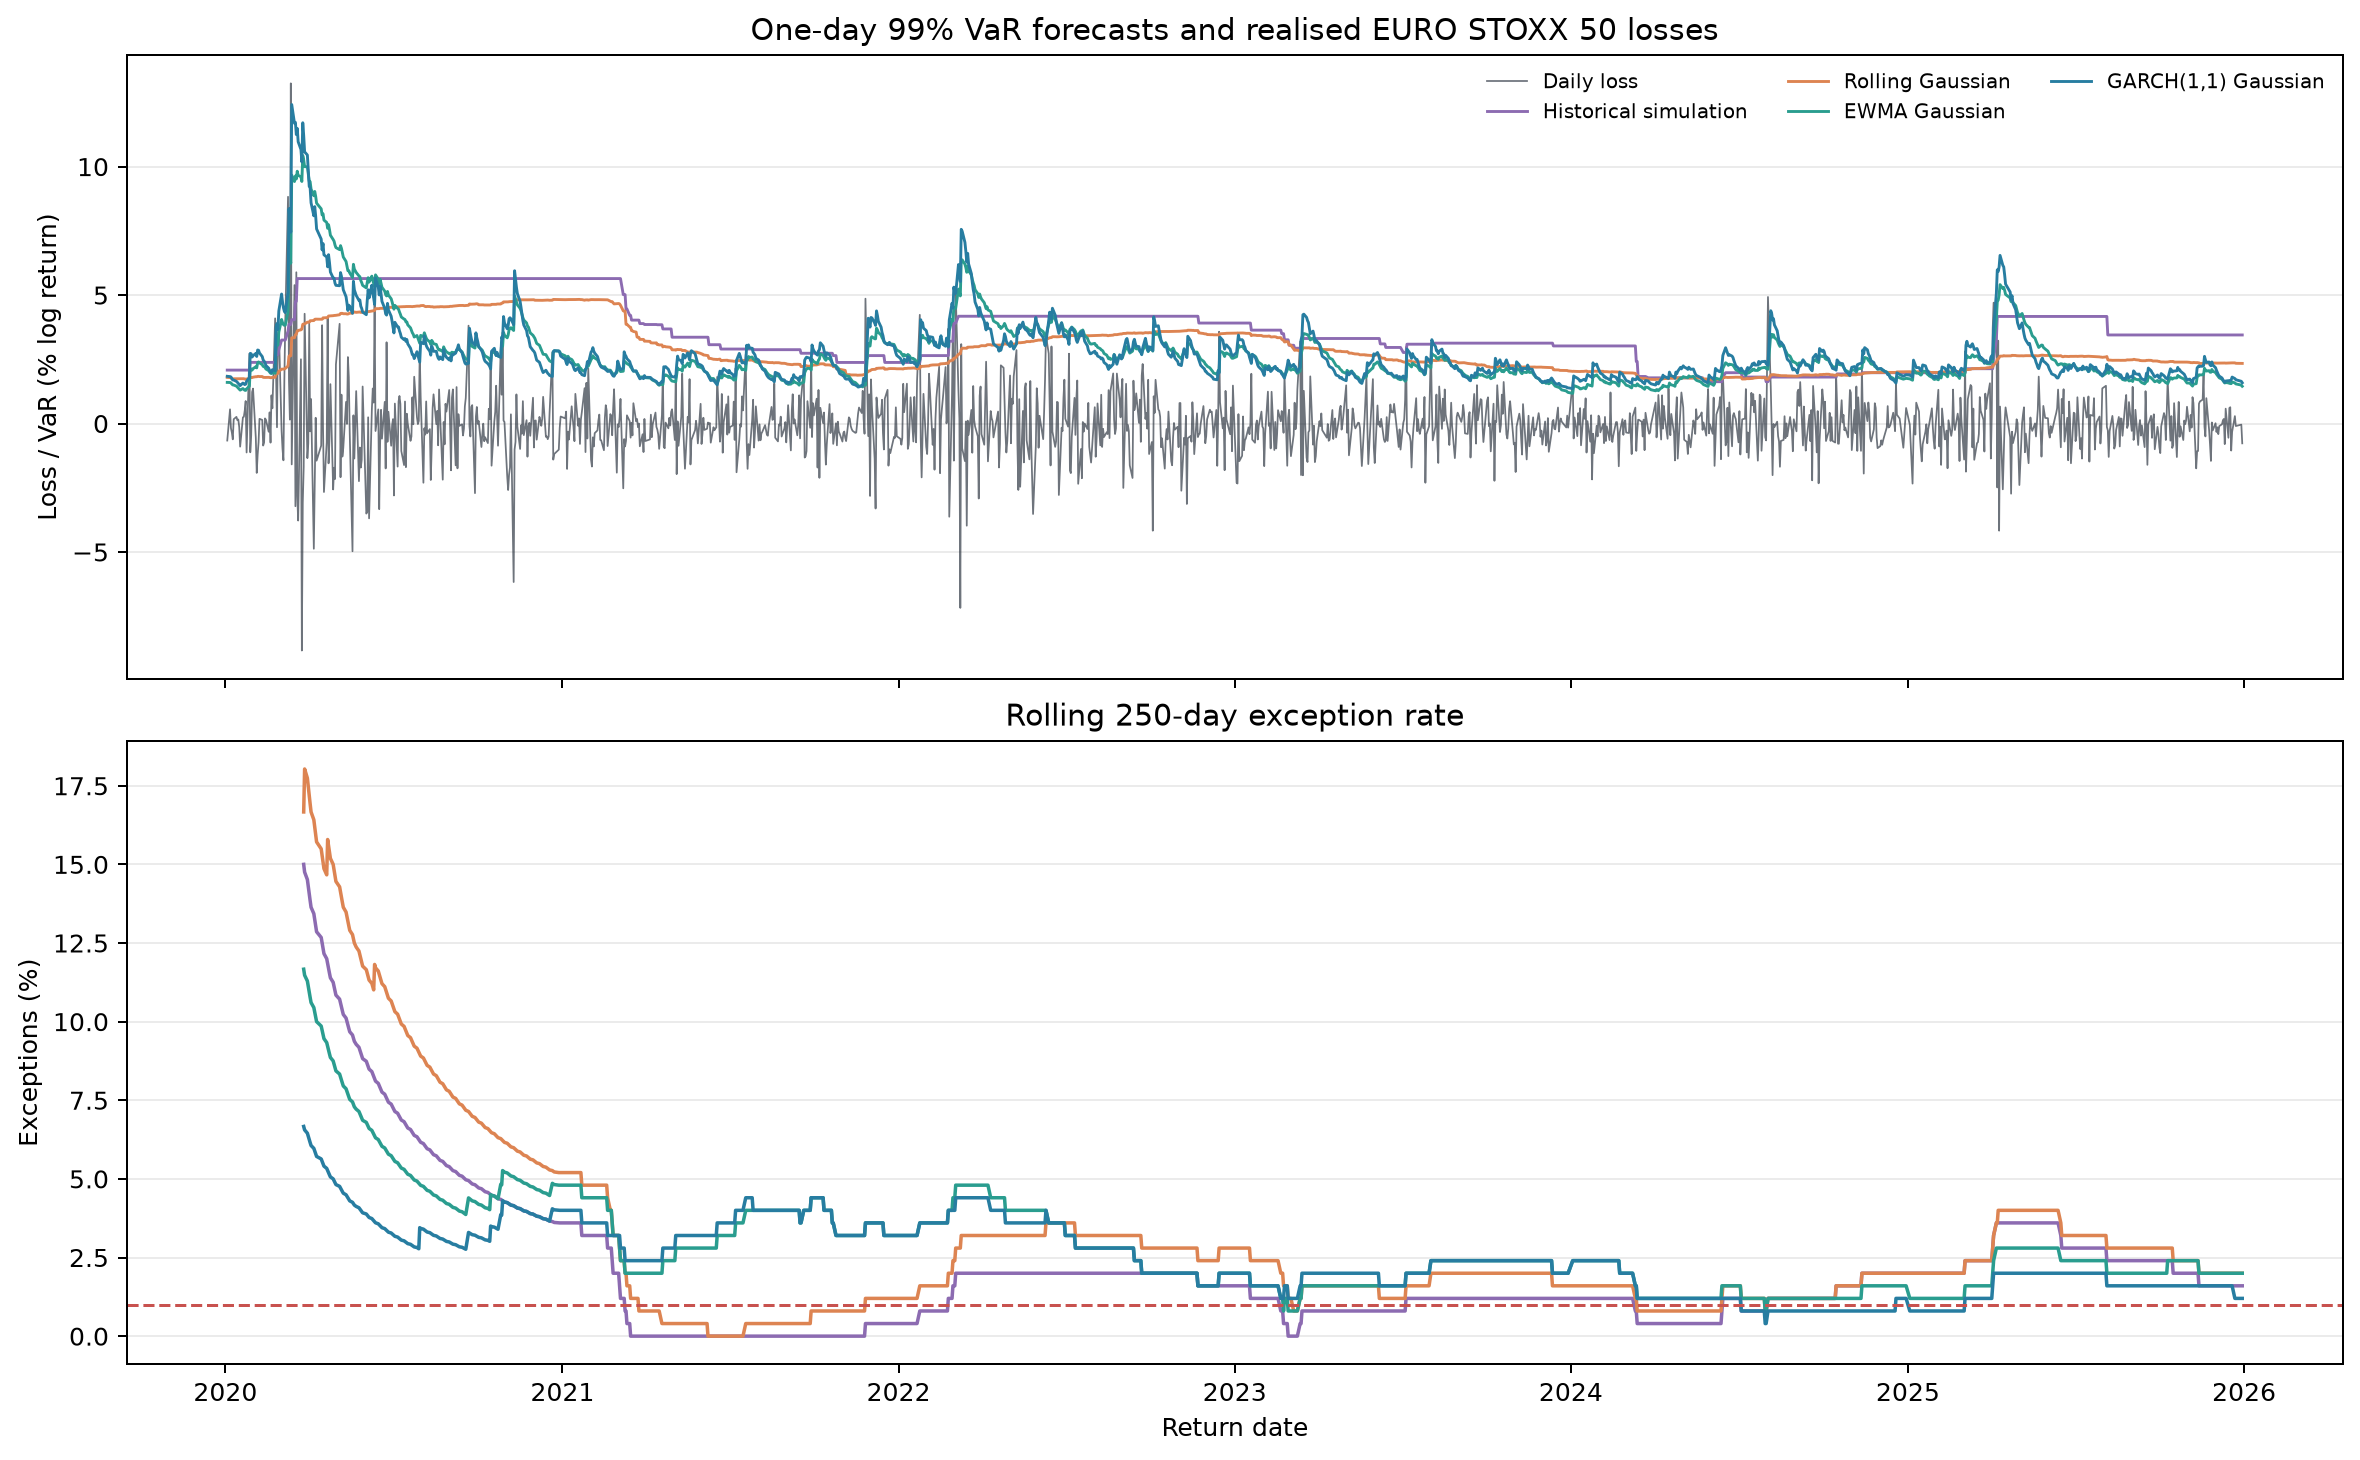 One-day 99% VaR forecasts and realised EURO STOXX 50 losses
Daily loss
Historical simulation
Rolling Gaussian
EWMA Gaussian
GARCH(1,1) Gaussian
Loss / VaR (% log return)
10
5
0
−5
Rolling 250-day exception rate
Exceptions (%)
17.5
15.0
12.5
10.0
7.5
5.0
2.5
0.0
2020
2021
2022
2023
2024
2025
2026
Return date